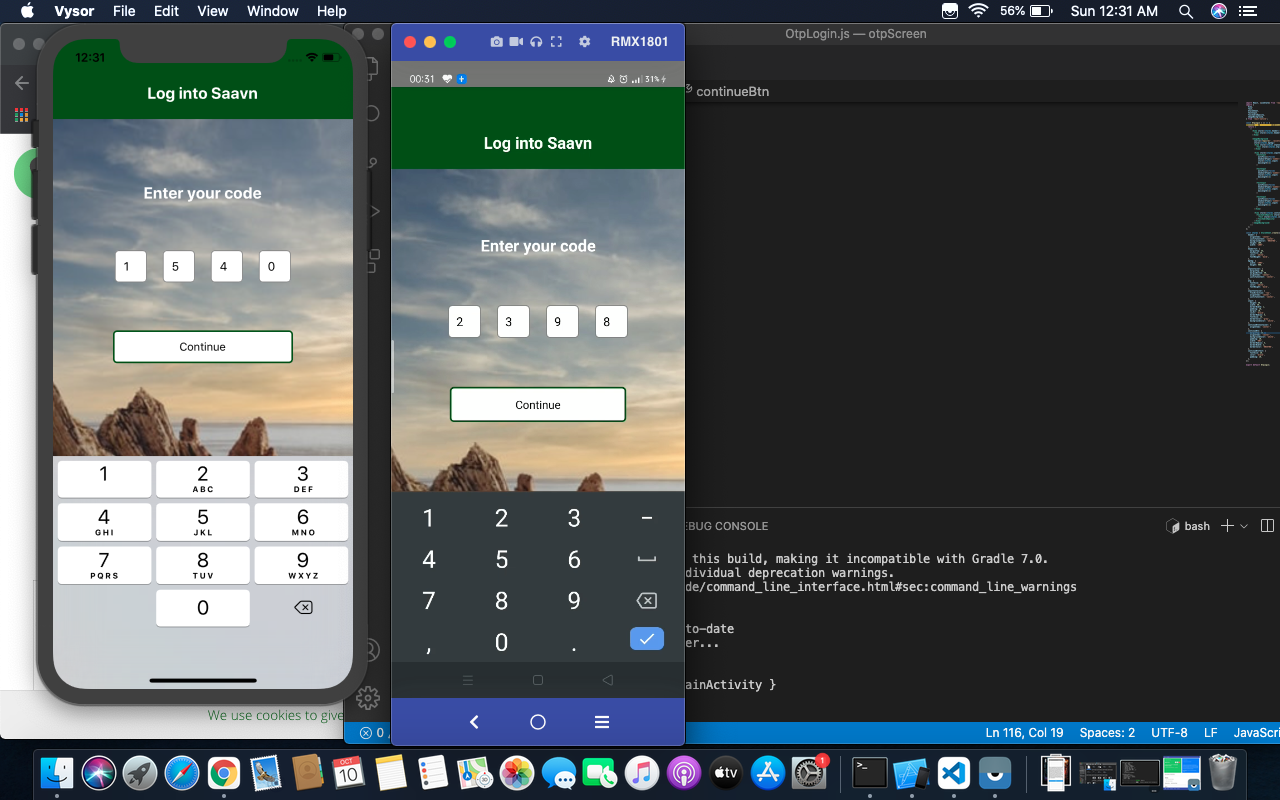 Vysor File Edit View Window Help
56% Sun 12:31 AM
OtpLogin.js — otpScreen
continueBtn
12:31
Log into Saavn
Enter your code
1 5 4 0
Continue
1 2 ABC 3 DEF
4 GHI 5 JKL 6 MNO
7 PQRS 8 TUV 9 WXYZ
0
We use cookies to give
RMX1801
00:31 31%
Log into Saavn
Enter your code
2 3 9 8
Continue
1 2 3 -
4 5 6
7 8 9
, 0 .
EBUG CONSOLE
bash
this build, making it incompatible with Gradle 7.0.
dividual deprecation warnings.
de/command_line_interface.html#sec:command_line_warnings
to-date
er...
ainActivity }
0
Ln 116, Col 19 Spaces: 2 UTF-8 LF JavaScri
OCT
10
tv
1